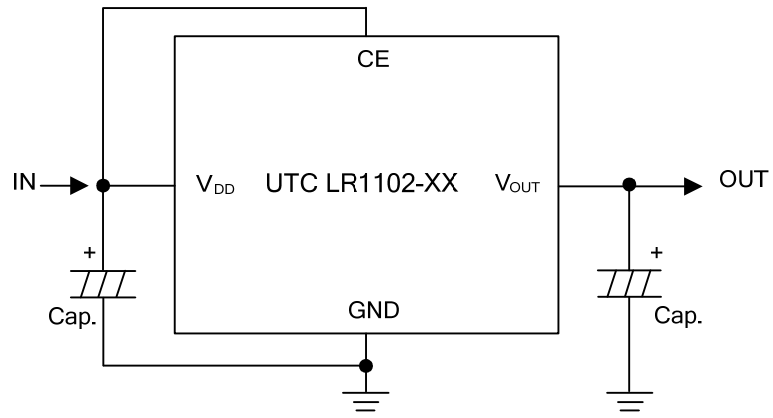 CE
IN
VDD
UTC LR1102-XX
VOUT
OUT
+
Cap.
GND
+
Cap.